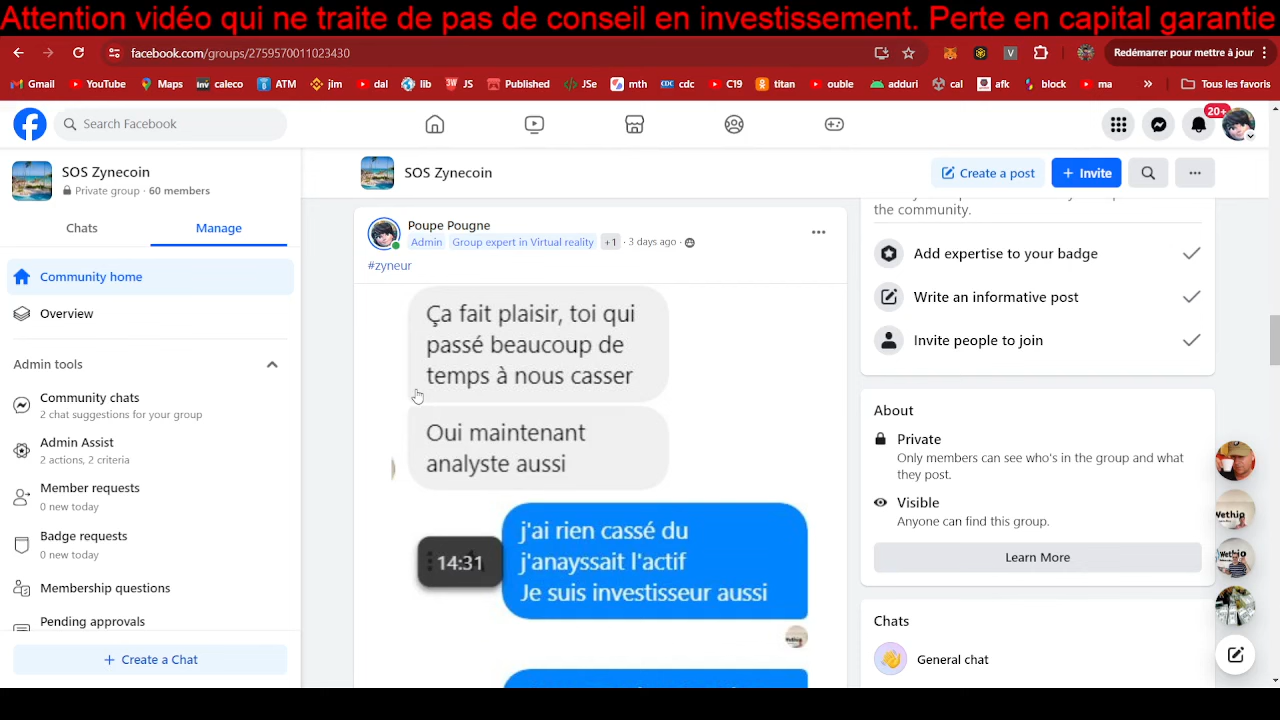 Attention vidéo qui ne traite de pas de conseil en investissement. Perte en capital garantie
facebook.com/groups/2759570011023430
Redémarrer pour mettre à jour
Gmail YouTube Maps Inv caleco ATM jim dal lib JS Published JSe mth CDC cdc C19 titan ouble adduri cal afk block ma » Tous les favoris
Search Facebook
20+
SOS Zynecoin
Private group · 60 members
Chats
Manage
Community home
Overview
Admin tools
Community chats
2 chat suggestions for your group
Admin Assist
2 actions, 2 criteria
Member requests
0 new today
Badge requests
0 new today
Membership questions
Pending approvals
+ Create a Chat
SOS Zynecoin
Create a post
+ Invite
Poupe Pougne
Admin Group expert in Virtual reality +1 · 3 days ago ·
#zyneur
Ça fait plaisir, toi qui
passé beaucoup de
temps à nous casser
Oui maintenant
analyste aussi
j'ai rien cassé du
j'anayssait l'actif
Je suis investisseur aussi
14:31
the community.
Add expertise to your badge
Write an informative post
Invite people to join
About
Private
Only members can see who's in the group and what
they post.
Visible
Anyone can find this group.
Learn More
Chats
General chat